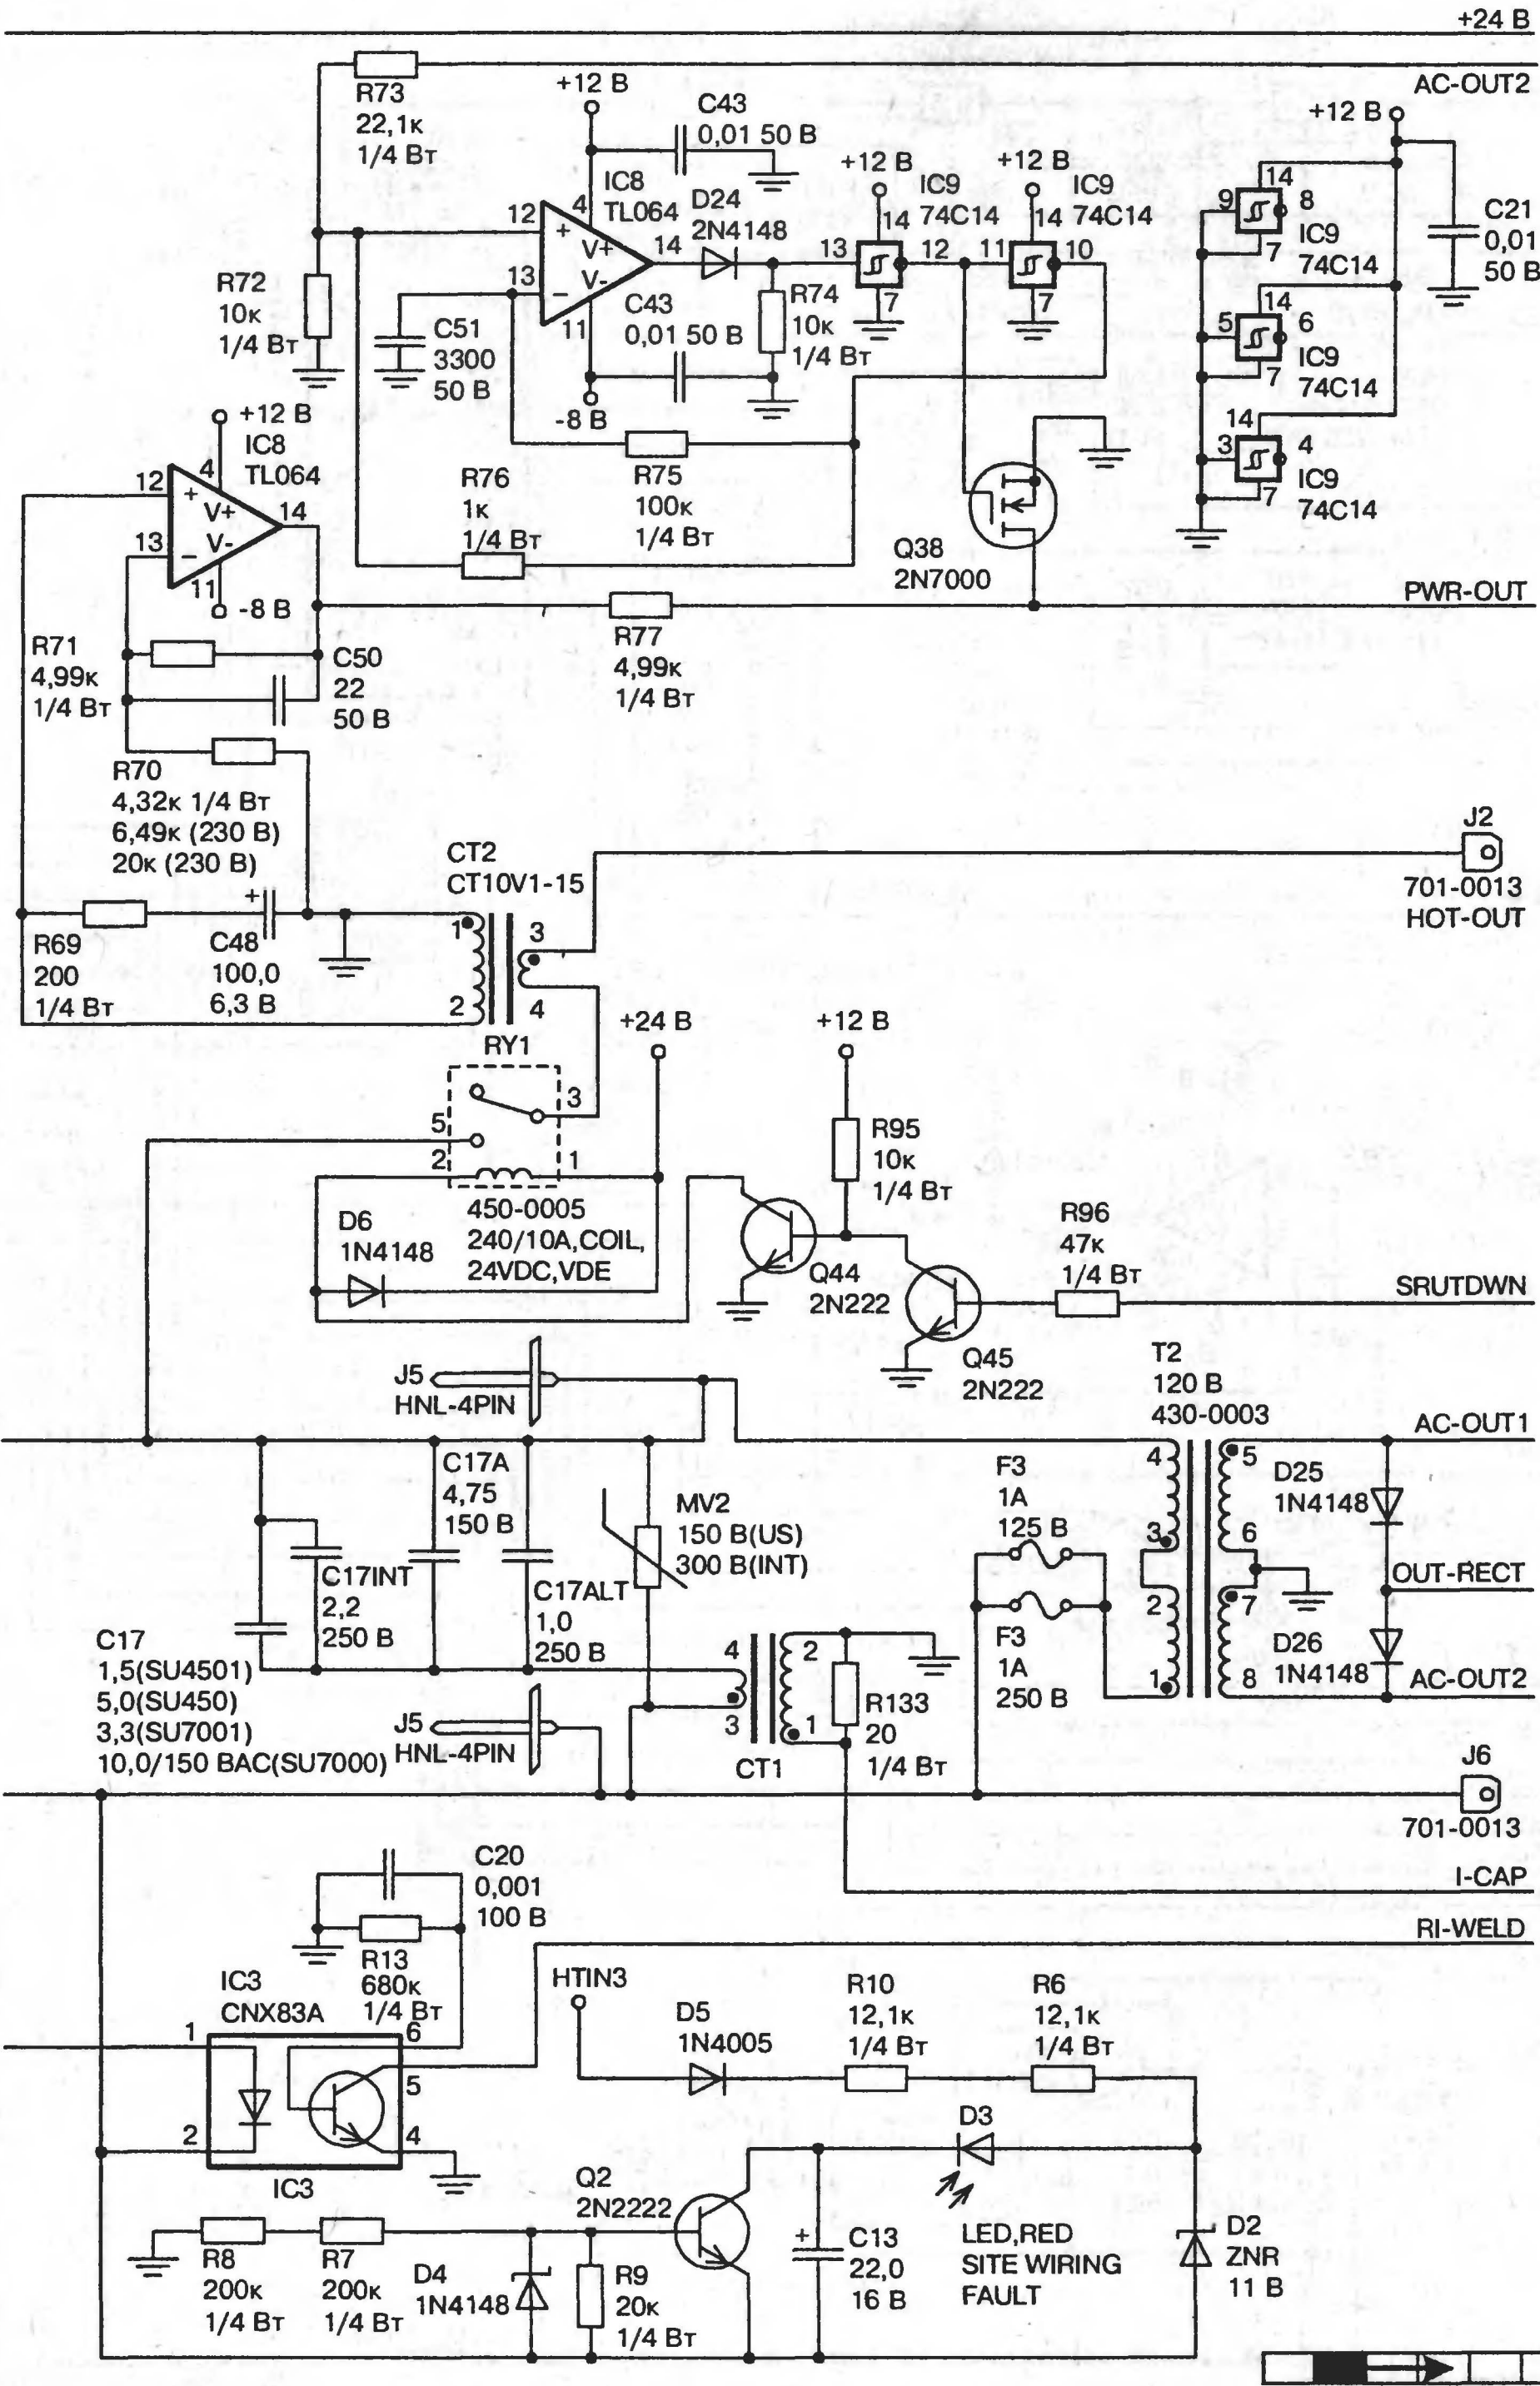 +24 В
R73
22,1к
1/4 Вт
AC-OUT2
+12 В
C43
0,01 50 В
+12 В
+12 В
IC9
74C14
+12 В
IC9
74C14
14
14
14
9
8
IC9
74C14
7
C21
0,01
50 В
12
+
4
IC8
TL064
V+
V-
14
D24
2N4148
13
12
11
10
7
7
13
–
11
R72
10к
1/4 Вт
C51
3300
50 В
C43
0,01 50 В
-8 В
R74
10к
1/4 Вт
14
5
6
IC9
74C14
7
14
3
4
IC9
74C14
7
+12 В
IC8
TL064
12
+
4
V+
V-
14
13
–
11
-8 В
R76
1к
1/4 Вт
R75
100к
1/4 Вт
Q38
2N7000
PWR-OUT
R71
4,99к
1/4 Вт
C50
22
50 В
R77
4,99к
1/4 Вт
R70
4,32к 1/4 Вт
6,49к (230 В)
20к (230 В)
J2
701-0013
HOT-OUT
CT2
CT10V1-15
1
3
2
4
R69
200
1/4 Вт
+
C48
100,0
6,3 В
RY1
3
5
2
1
450-0005
240/10A,COIL,
24VDC,VDE
+24 В
+12 В
R95
10к
1/4 Вт
D6
1N4148
Q44
2N222
R96
47к
1/4 Вт
SRUTDWN
Q45
2N222
J5
HNL-4PIN
T2
120 В
430-0003
AC-OUT1
4
5
3
6
2
7
1
8
D25
1N4148
OUT-RECT
D26
1N4148
AC-OUT2
F3
1A
125 В
F3
1A
250 В
C17A
4,75
150 В
MV2
150 В(US)
300 В(INT)
C17INT
2,2
250 В
C17ALT
1,0
250 В
C17
1,5(SU4501)
5,0(SU450)
3,3(SU7001)
10,0/150 ВАС(SU7000)
J5
HNL-4PIN
4
2
3
1
CT1
R133
20
1/4 Вт
J6
701-0013
I-CAP
RI-WELD
C20
0,001
100 В
R13
680к
1/4 Вт
IC3
CNX83A
1
6
5
2
4
IC3
HTIN3
D5
1N4005
R10
12,1к
1/4 Вт
R6
12,1к
1/4 Вт
D3
LED,RED
SITE WIRING
FAULT
Q2
2N2222
+
C13
22,0
16 В
D2
ZNR
11 В
R8
200к
1/4 Вт
R7
200к
1/4 Вт
D4
1N4148
R9
20к
1/4 Вт